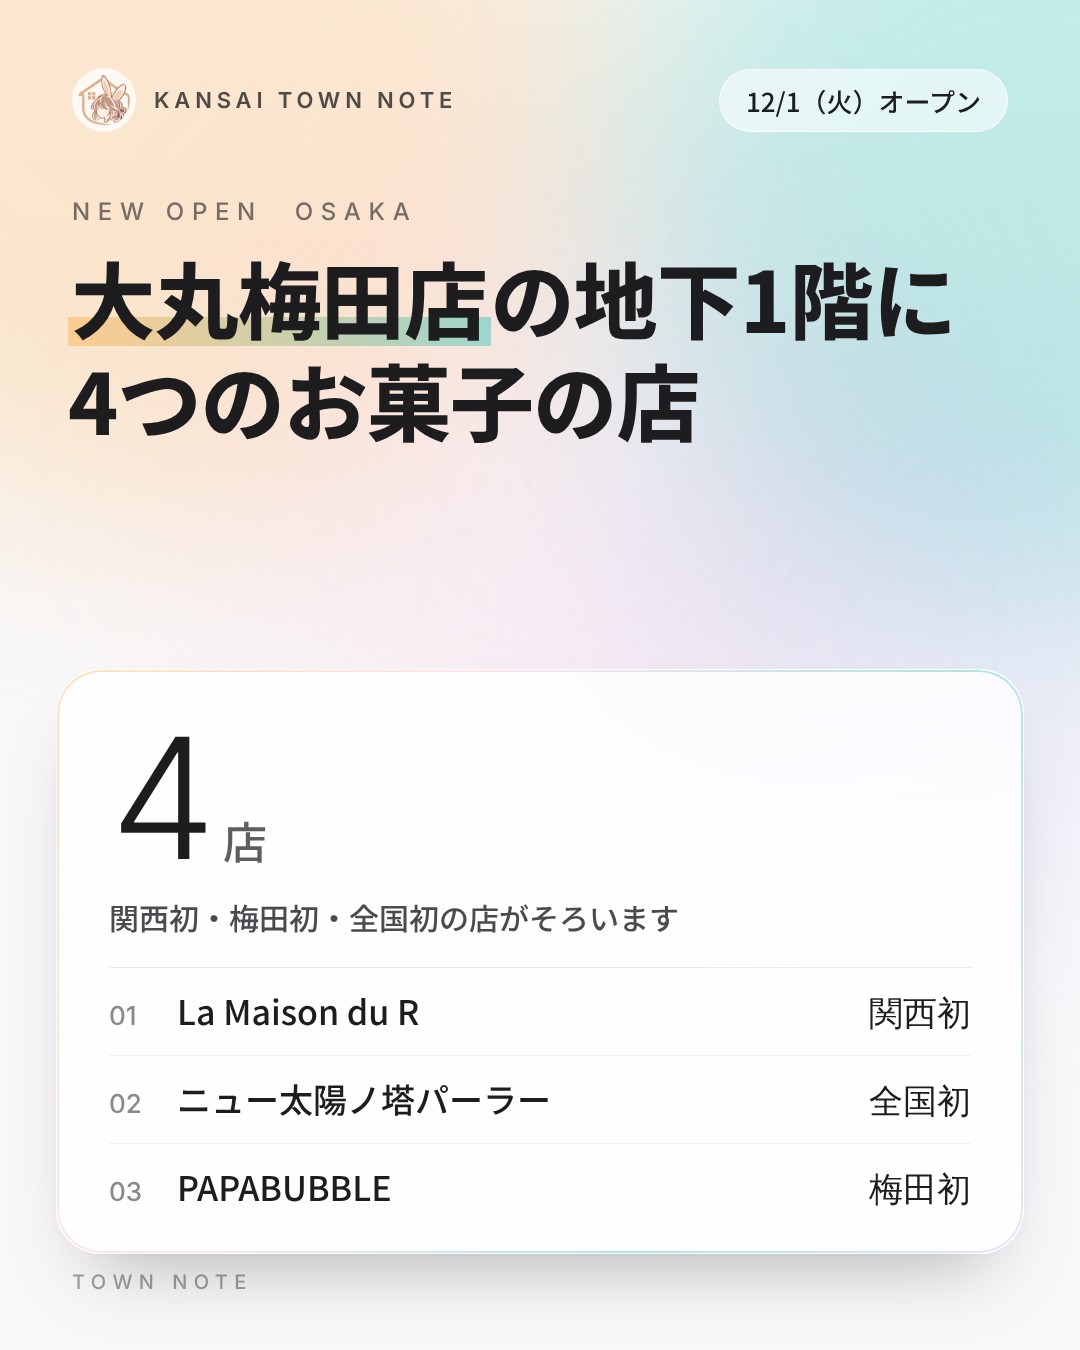 KANSAI TOWN NOTE
12/1（火）オープン
NEW OPEN OSAKA
大丸梅田店の地下1階に
4つのお菓子の店
4店
関西初・梅田初・全国初の店がそろいます
01 La Maison du R 関西初
02 ニュー太陽ノ塔パーラー 全国初
03 PAPABUBBLE 梅田初
TOWN NOTE